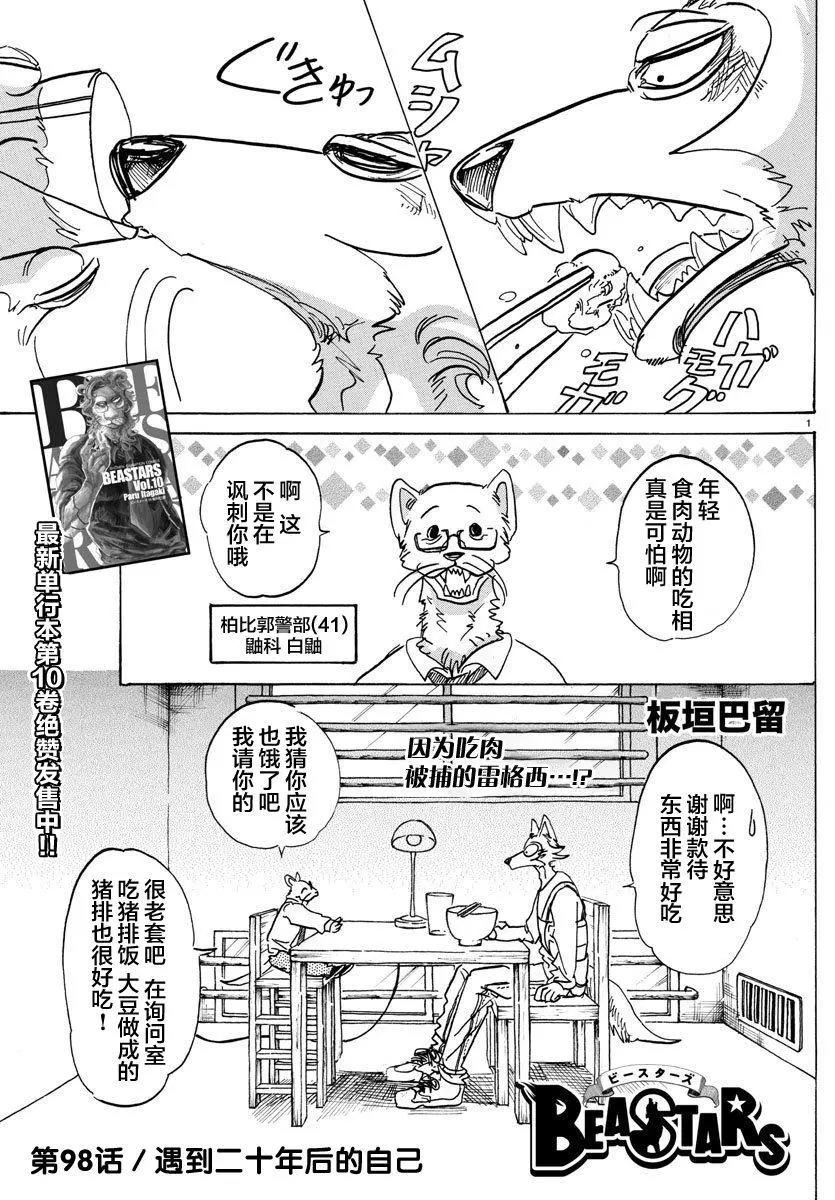 ムシャ
ハガ
モグ
モグ
ぐきゅっ
1
年轻
食肉动物的吃相
真是可怕啊
啊 这
不是在
讽刺你哦
柏比郭警部(41)
鼬科 白鼬
BEASTARS
Vol.10
Paru Itagaki
最新单行本第10卷绝赞发售中!!
板垣巴留
因为吃肉
被捕的雷格西…!?
啊…不好意思
谢谢款待
东西非常好吃
我猜你应该
也饿了吧
我请你的
很老套吧 在询问室
吃猪排饭 大豆做成的
猪排也很好吃！
ビースターズ
BEASTARS
第98话 / 遇到二十年后的自己